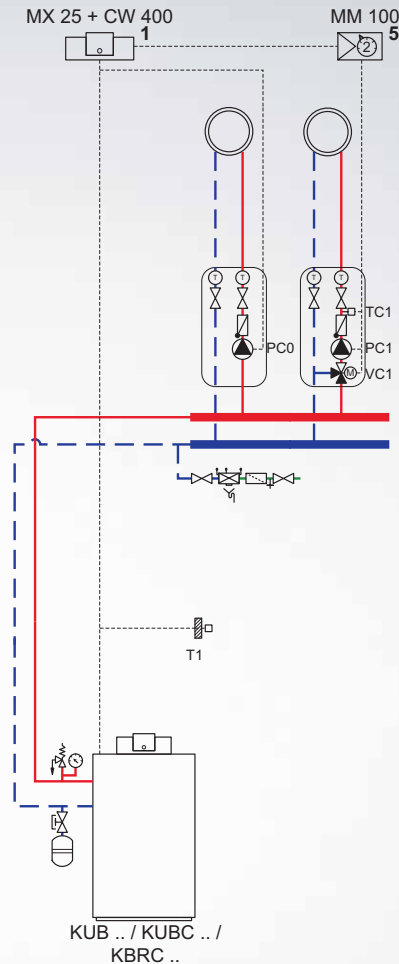 MX 25 + CW 400
1
MM 100
5
2
T
T
T
T
TC1
PC0
PC1
M
VC1
T1
KUB .. / KUBC .. /
KBRC ..